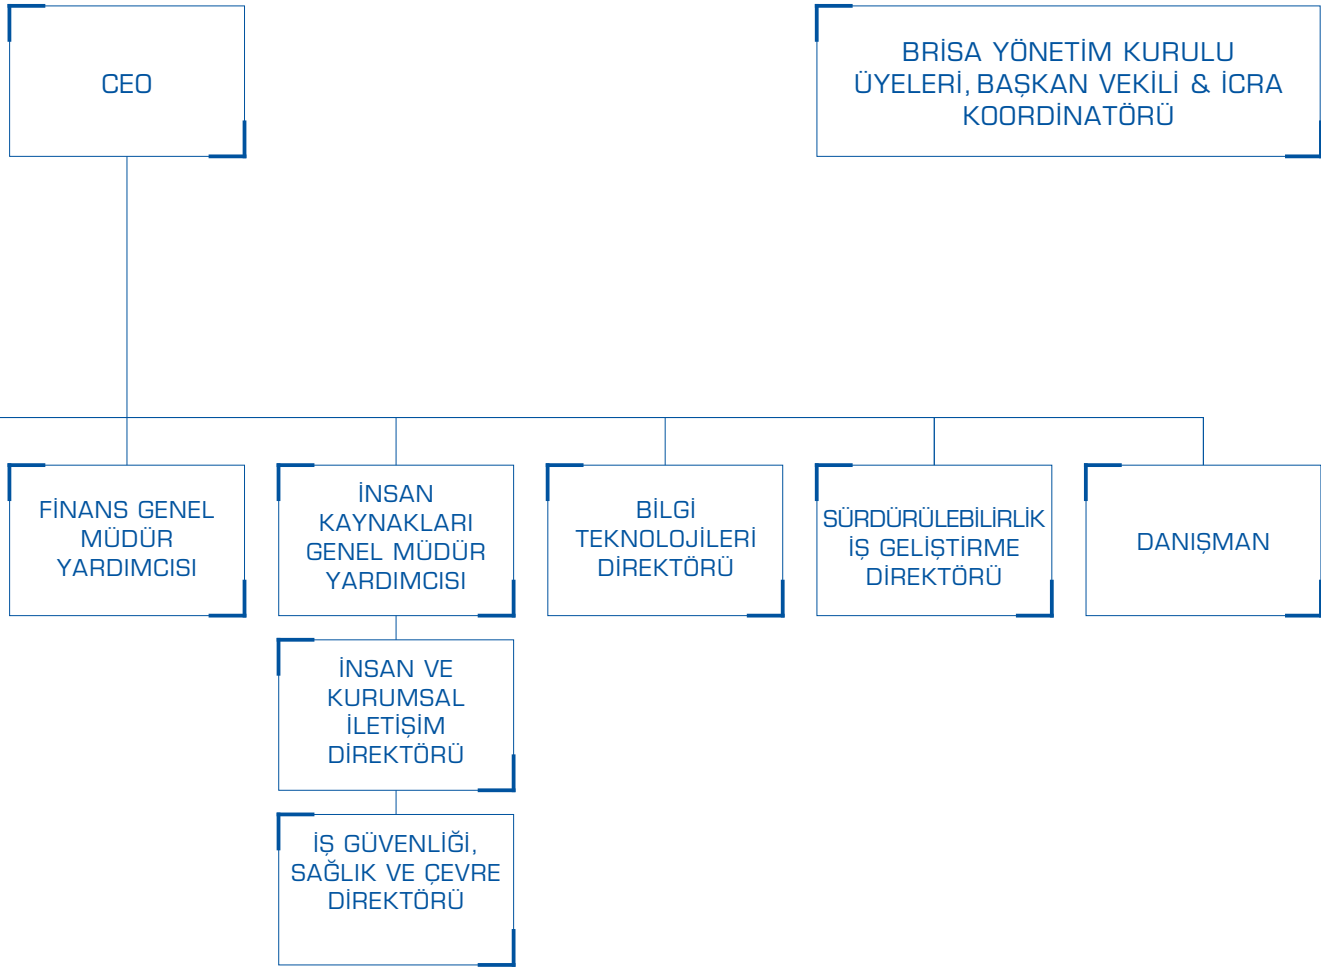 CEO
BRİSA YÖNETİM KURULU
ÜYELERİ, BAŞKAN VEKİLİ & İCRA
KOORDİNATÖRÜ
FİNANS GENEL
MÜDÜR
YARDIMCISI
İNSAN
KAYNAKLARI
GENEL MÜDÜR
YARDIMCISI
BİLGİ
TEKNOLOJİLERİ
DİREKTÖRÜ
SÜRDÜRÜLEBİLİRLİK
İŞ GELİŞTİRME
DİREKTÖRÜ
DANIŞMAN
İNSAN VE
KURUMSAL
İLETİŞİM
DİREKTÖRÜ
İŞ GÜVENLİĞİ,
SAĞLIK VE ÇEVRE
DİREKTÖRÜ